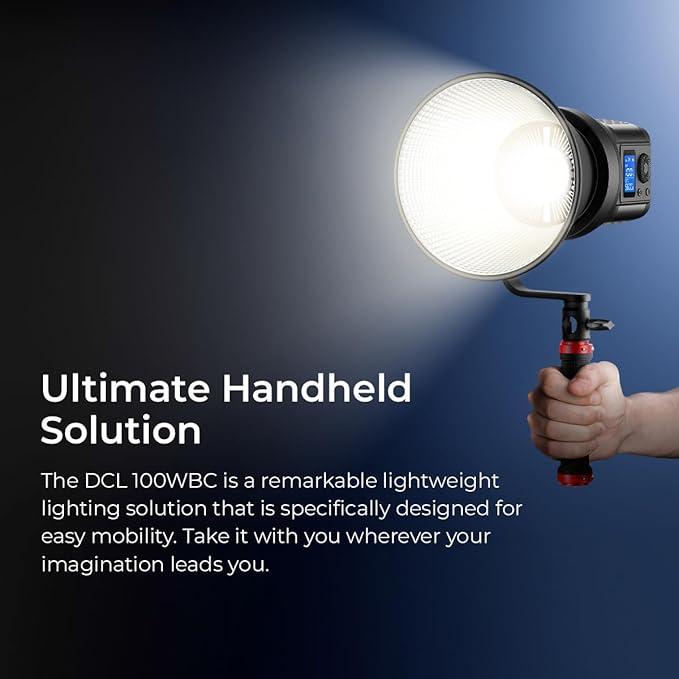 Ultimate Handheld
Solution
The DCL 100WBC is a remarkable lightweight
lighting solution that is specifically designed for
easy mobility. Take it with you wherever your
imagination leads you.